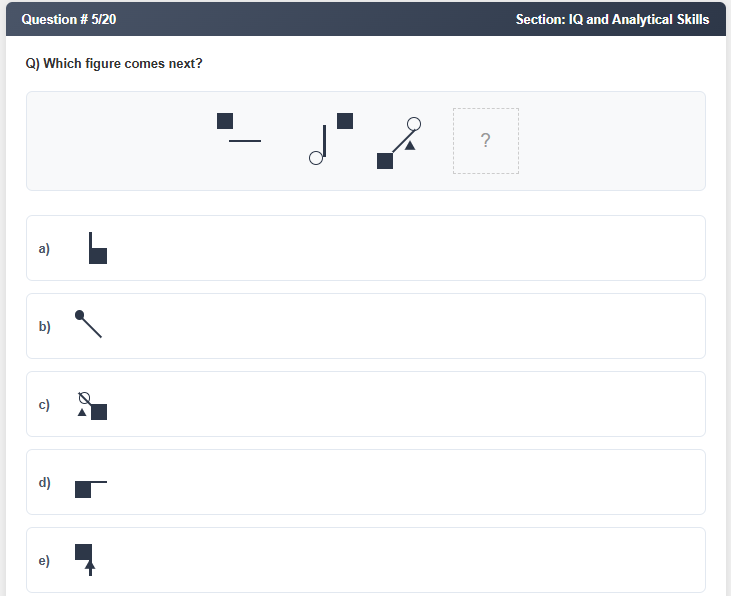 Question # 5/20
Section: IQ and Analytical Skills
Q) Which figure comes next?
?
a)
b)
c)
d)
e)